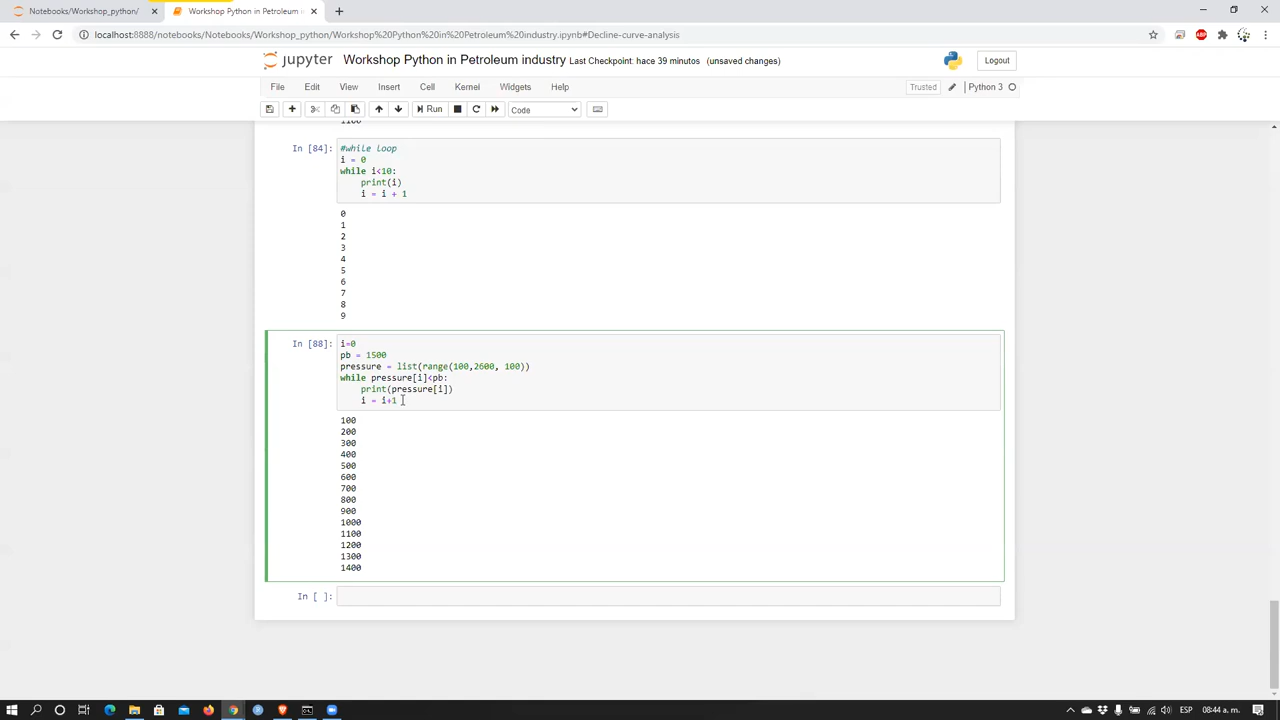 Notebooks/Workshop_python/
Workshop Python in Petroleum i
localhost:8888/notebooks/Notebooks/Workshop_python/Workshop%20Python%20in%20Petroleum%20industry.ipynb#Decline-curve-analysis
ABP
jupyter Workshop Python in Petroleum industry Last Checkpoint: hace 39 minutos (unsaved changes)
Logout
File Edit View Insert Cell Kernel Widgets Help
Trusted Python 3
Run Code
1100
In [84]:
#while loop
i = 0
while i<10:
print(i)
i = i + 1
0
1
2
3
4
5
6
7
8
9
In [88]:
i=0
pb = 1500
pressure = list(range(100,2600, 100))
while pressure[i]<pb:
print(pressure[i])
i = i+1
100
200
300
400
500
600
700
800
900
1000
1100
1200
1300
1400
In [ ]:
ESP 08:44 a. m.